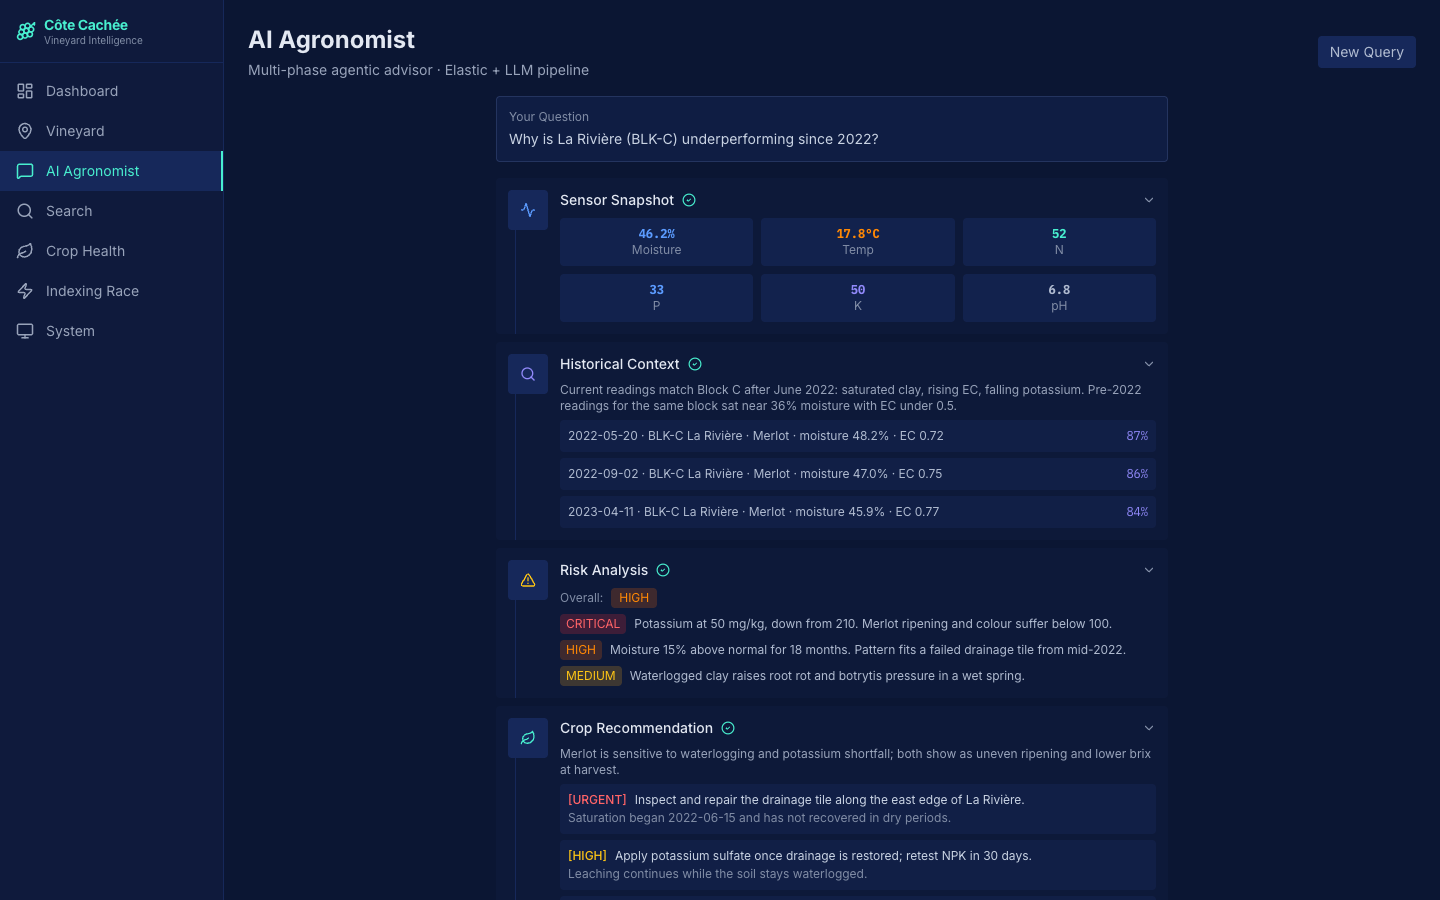 Côte Cachée
Vineyard Intelligence
Dashboard
Vineyard
AI Agronomist
Search
Crop Health
Indexing Race
System
AI Agronomist
Multi-phase agentic advisor · Elastic + LLM pipeline
New Query
Your Question
Why is La Rivière (BLK-C) underperforming since 2022?
Sensor Snapshot
46.2%
Moisture
17.8°C
Temp
52
N
33
P
50
K
6.8
pH
Historical Context
Current readings match Block C after June 2022: saturated clay, rising EC, falling potassium. Pre-2022
readings for the same block sat near 36% moisture with EC under 0.5.
2022-05-20 · BLK-C La Rivière · Merlot · moisture 48.2% · EC 0.72 87%
2022-09-02 · BLK-C La Rivière · Merlot · moisture 47.0% · EC 0.75 86%
2023-04-11 · BLK-C La Rivière · Merlot · moisture 45.9% · EC 0.77 84%
Risk Analysis
Overall: HIGH
CRITICAL Potassium at 50 mg/kg, down from 210. Merlot ripening and colour suffer below 100.
HIGH Moisture 15% above normal for 18 months. Pattern fits a failed drainage tile from mid-2022.
MEDIUM Waterlogged clay raises root rot and botrytis pressure in a wet spring.
Crop Recommendation
Merlot is sensitive to waterlogging and potassium shortfall; both show as uneven ripening and lower brix
at harvest.
[URGENT] Inspect and repair the drainage tile along the east edge of La Rivière.
Saturation began 2022-06-15 and has not recovered in dry periods.
[HIGH] Apply potassium sulfate once drainage is restored; retest NPK in 30 days.
Leaching continues while the soil stays waterlogged.